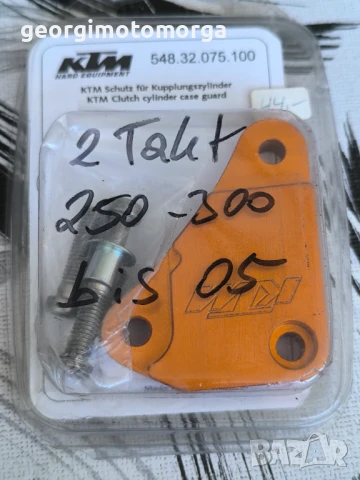 georgimotomorga
KTM
HARD EQUIPMENT
548.32.075.100
KTM Schutz für Kupplungszylinder
KTM Clutch cylinder case guard
44,-
2 Takt
250-300
bis 05
KTM
BAZAR